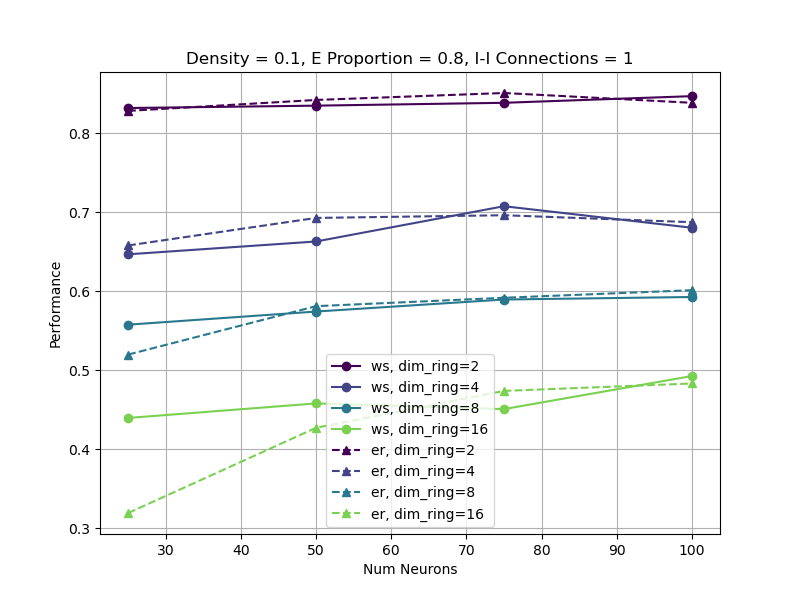 Density = 0.1, E Proportion = 0.8, I-I Connections = 1
Performance
0.8
0.7
0.6
0.5
0.4
0.3
ws, dim_ring=2
ws, dim_ring=4
ws, dim_ring=8
ws, dim_ring=16
er, dim_ring=2
er, dim_ring=4
er, dim_ring=8
er, dim_ring=16
30 40 50 60 70 80 90 100
Num Neurons